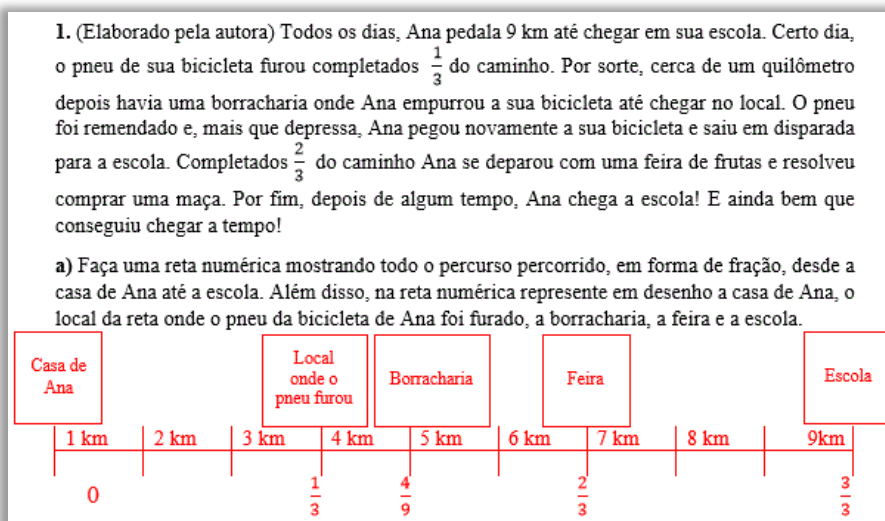 1. (Elaborado pela autora) Todos os dias, Ana pedala 9 km até chegar em sua escola. Certo dia,
o pneu de sua bicicleta furou completados 1/3 do caminho. Por sorte, cerca de um quilômetro
depois havia uma borracharia onde Ana empurrou a sua bicicleta até chegar no local. O pneu
foi remendado e, mais que depressa, Ana pegou novamente a sua bicicleta e saiu em disparada
para a escola. Completados 2/3 do caminho Ana se deparou com uma feira de frutas e resolveu
comprar uma maça. Por fim, depois de algum tempo, Ana chega a escola! E ainda bem que
conseguiu chegar a tempo!
a) Faça uma reta numérica mostrando todo o percurso percorrido, em forma de fração, desde a
casa de Ana até a escola. Além disso, na reta numérica represente em desenho a casa de Ana, o
local da reta onde o pneu da bicicleta de Ana foi furado, a borracharia, a feira e a escola.
Casa de
Ana
Local
onde o
pneu furou
Borracharia
Feira
Escola
1 km 2 km 3 km 4 km 5 km 6 km 7 km 8 km 9km
0 1/3 4/9 2/3 3/3